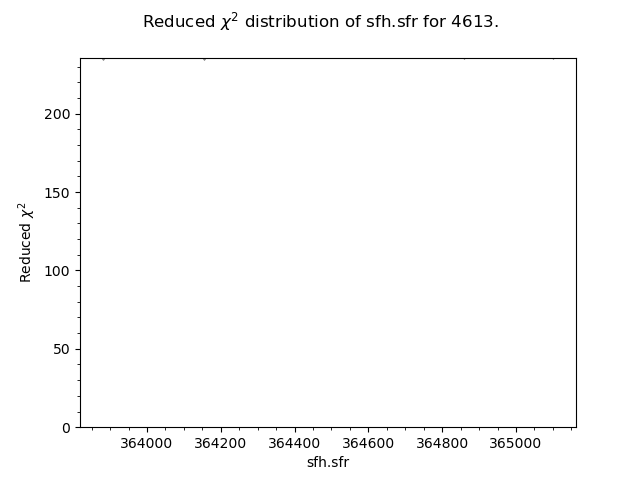 Reduced χ² distribution of sfh.sfr for 4613.
200
150
100
50
0
Reduced χ²
364000 364200 364400 364600 364800 365000
sfh.sfr